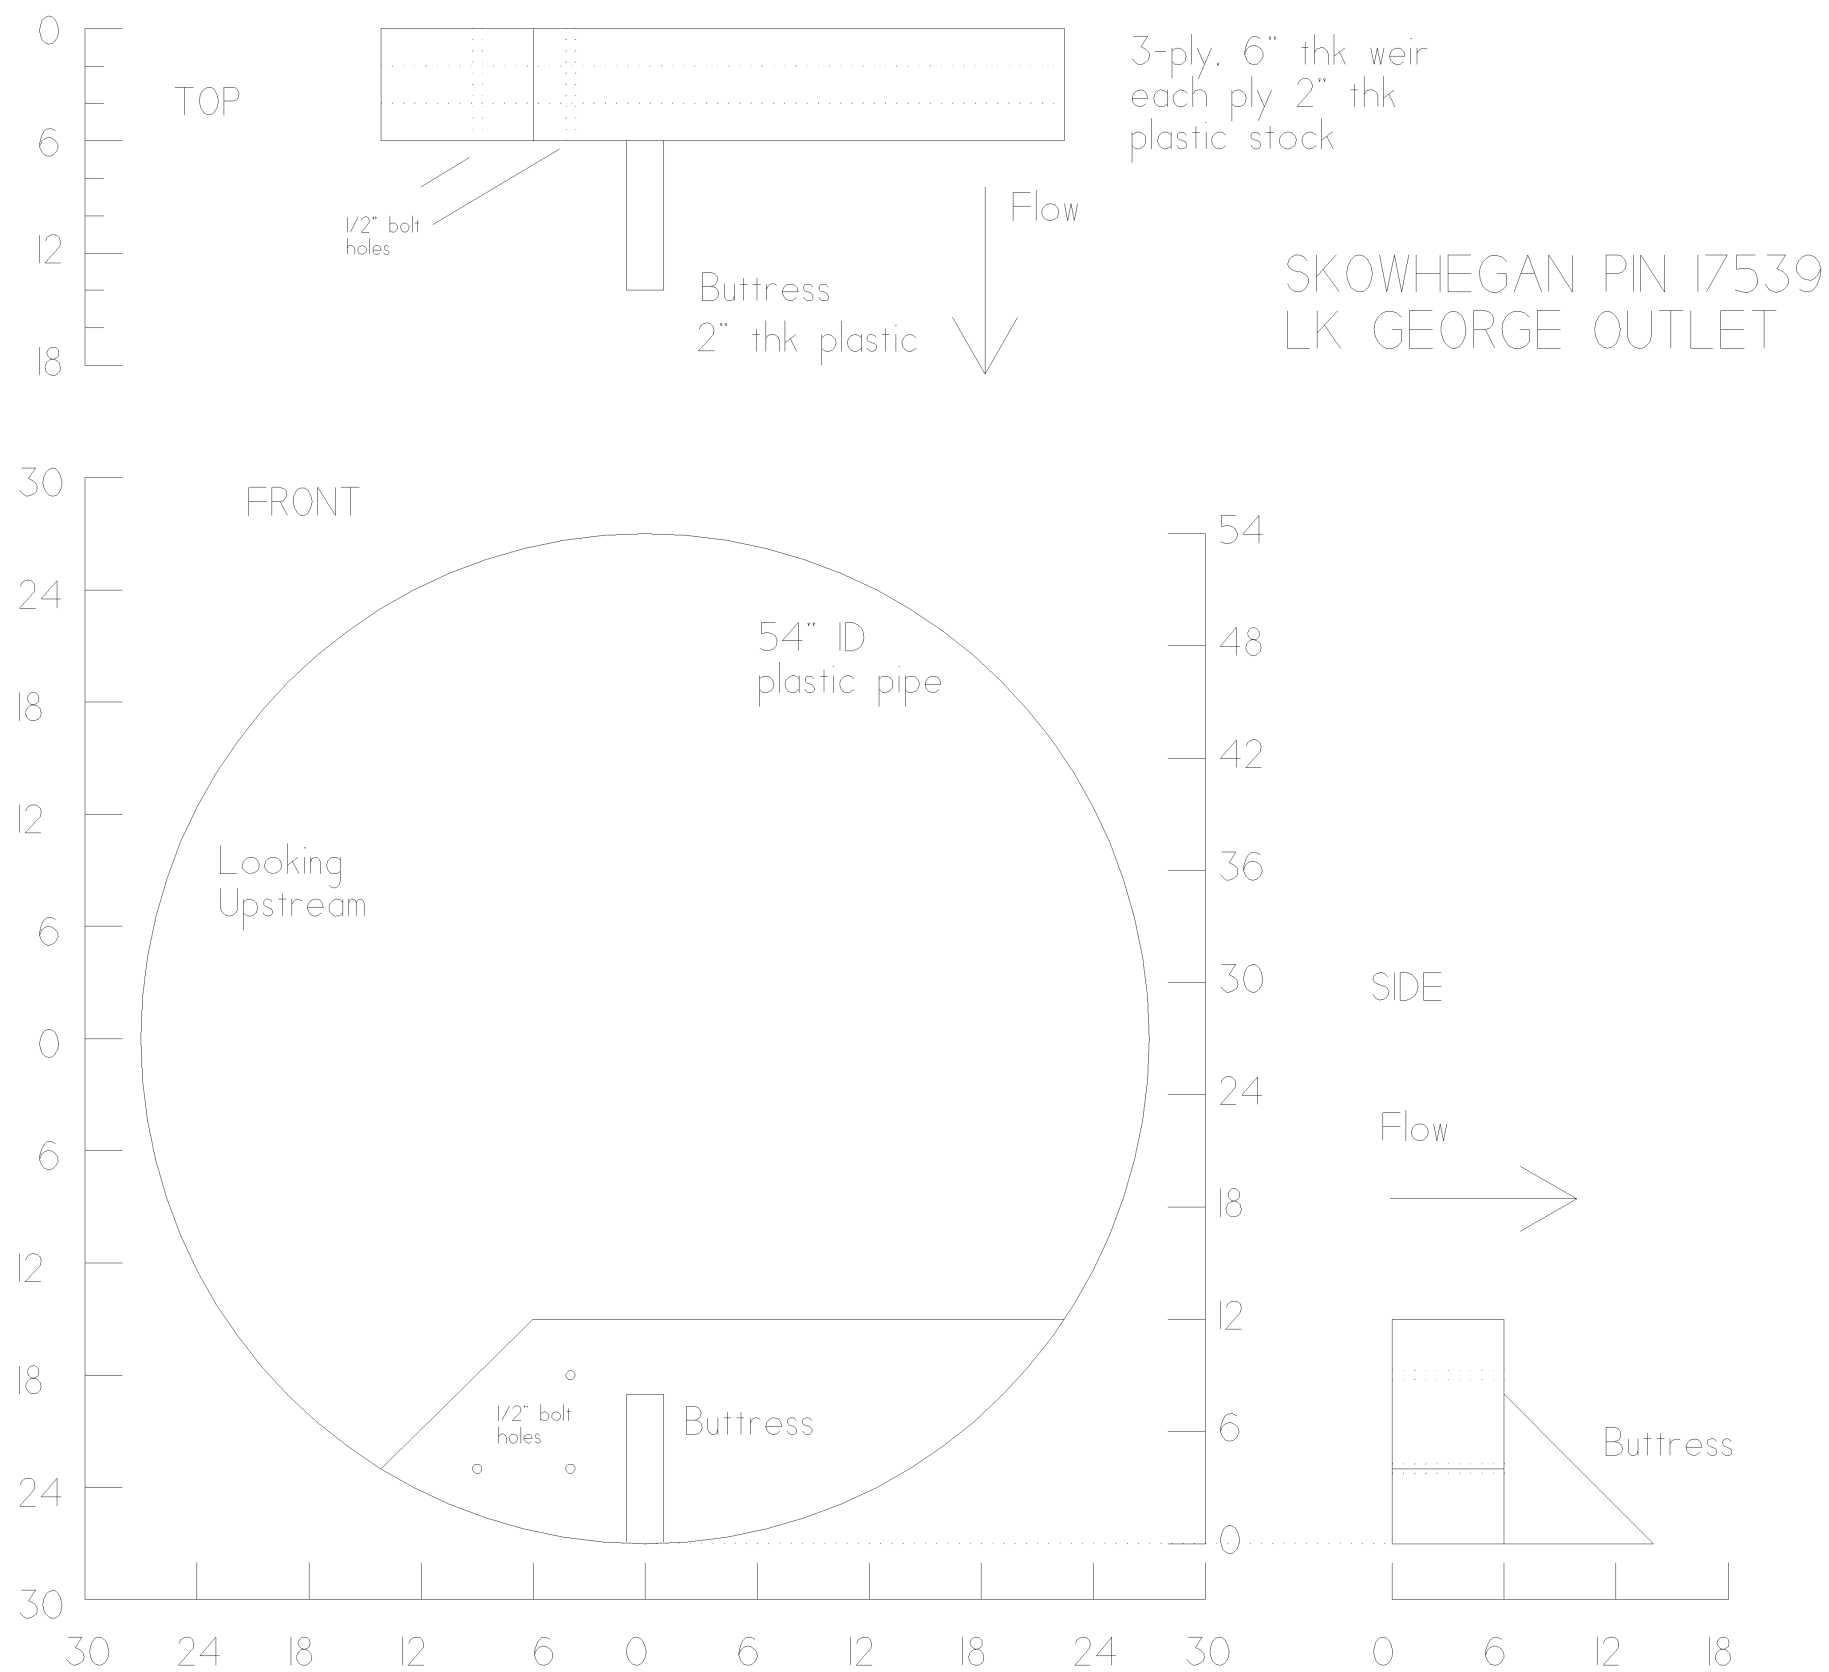 0
6
12
18
TOP
3-ply. 6" thk weir
each ply 2" thk
plastic stock
1/2" bolt
holes
Flow
Buttress
2" thk plastic
SKOWHEGAN PIN 17539
LK GEORGE OUTLET
30
24
18
12
6
0
6
12
18
24
30
FRONT
54" ID
plastic pipe
Looking
Upstream
54
48
42
36
30
24
18
12
6
0
1/2" bolt
holes
Buttress
SIDE
Flow
Buttress
30 24 18 12 6 0 6 12 18 24 30
0 6 12 18